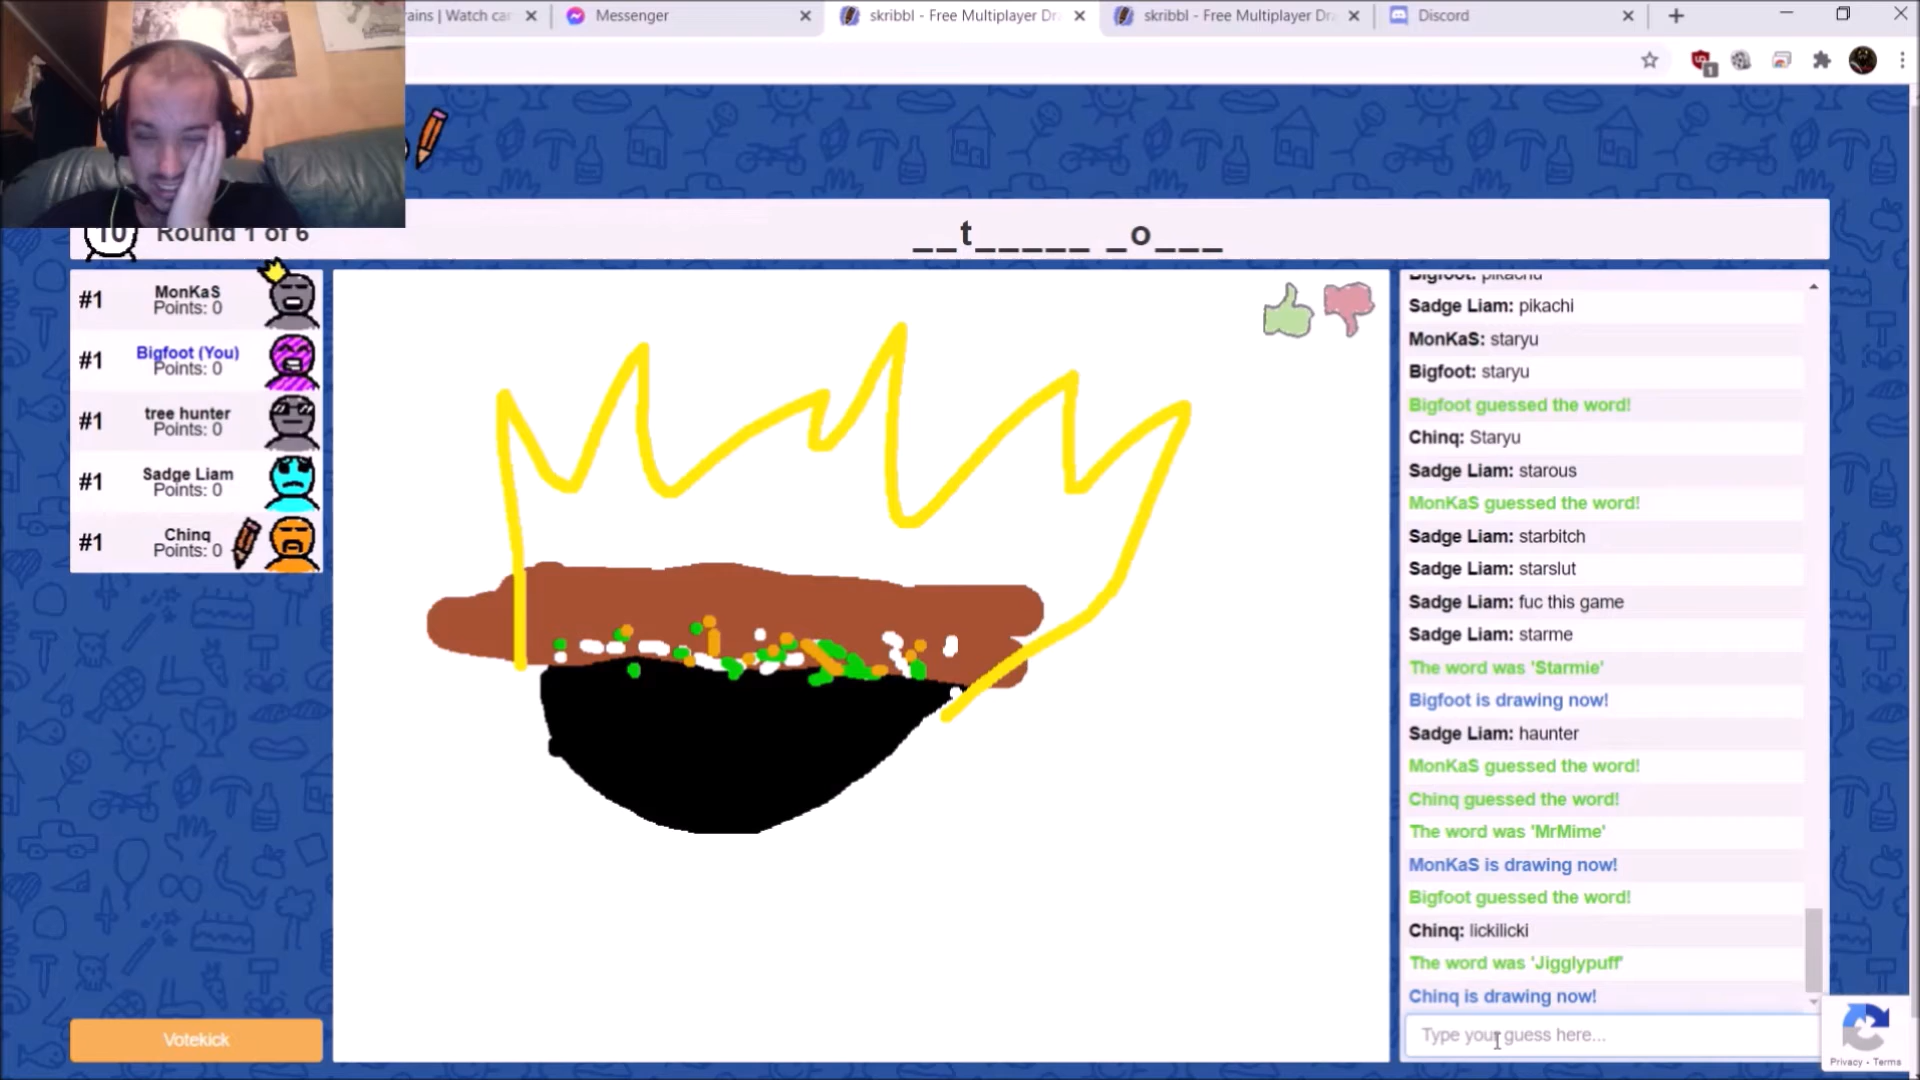 rains | Watch car
Messenger
skribbl - Free Multiplayer Dr
skribbl - Free Multiplayer Dr
Discord
1
10
Round 1 of 6
__t_____ _o___
#1 MonKaS
Points: 0
#1 Bigfoot (You)
Points: 0
#1 tree hunter
Points: 0
#1 Sadge Liam
Points: 0
#1 Chinq
Points: 0
Votekick
Bigfoot: pikachu
Sadge Liam: pikachi
MonKaS: staryu
Bigfoot: staryu
Bigfoot guessed the word!
Chinq: Staryu
Sadge Liam: starous
MonKaS guessed the word!
Sadge Liam: starbitch
Sadge Liam: starslut
Sadge Liam: fuc this game
Sadge Liam: starme
The word was 'Starmie'
Bigfoot is drawing now!
Sadge Liam: haunter
MonKaS guessed the word!
Chinq guessed the word!
The word was 'MrMime'
MonKaS is drawing now!
Bigfoot guessed the word!
Chinq: lickilicki
The word was 'Jigglypuff'
Chinq is drawing now!
Type your guess here...
Privacy - Terms